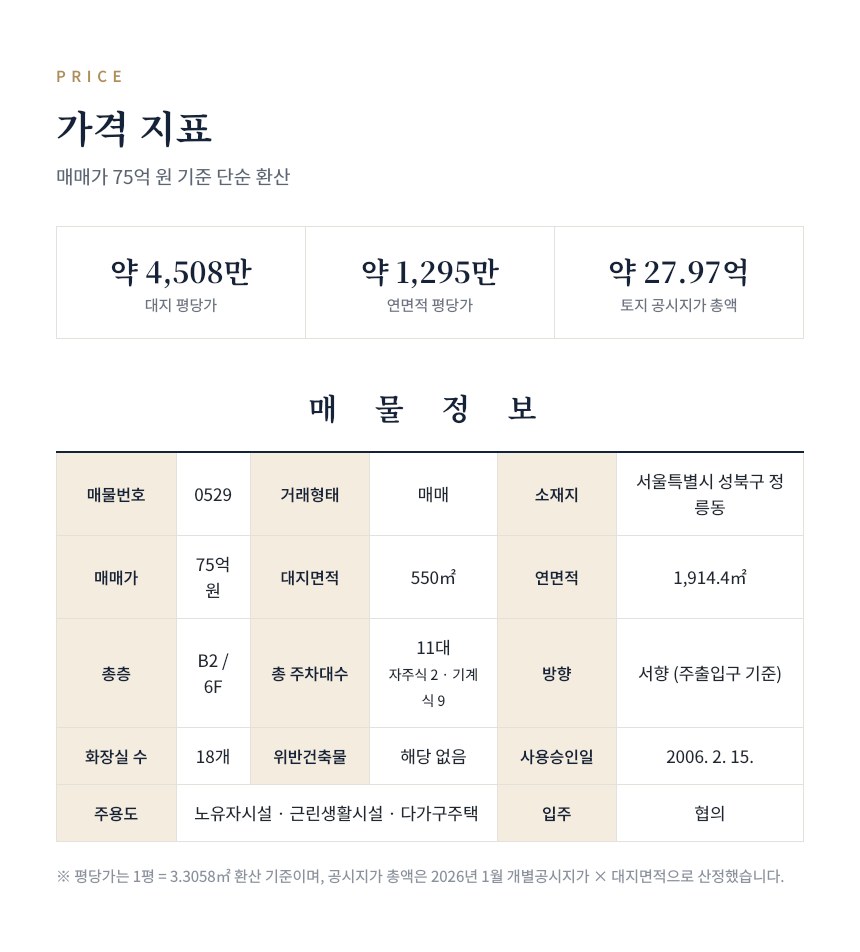 PRICE
가격 지표
매매가 75억 원 기준 단순 환산
약 4,508만
대지 평당가
약 1,295만
연면적 평당가
약 27.97억
토지 공시지가 총액
매 물 정 보
매물번호
0529
거래형태
매매
소재지
서울특별시 성북구 정
릉동
매매가
75억
원
대지면적
550㎡
연면적
1,914.4㎡
총층
B2 /
6F
총 주차대수
11대
자주식 2 · 기계
식 9
방향
서향 (주출입구 기준)
화장실 수
18개
위반건축물
해당 없음
사용승인일
2006. 2. 15.
주용도
노유자시설 · 근린생활시설 · 다가구주택
입주
협의
※ 평당가는 1평 = 3.3058㎡ 환산 기준이며, 공시지가 총액은 2026년 1월 개별공시지가 × 대지면적으로 산정했습니다.